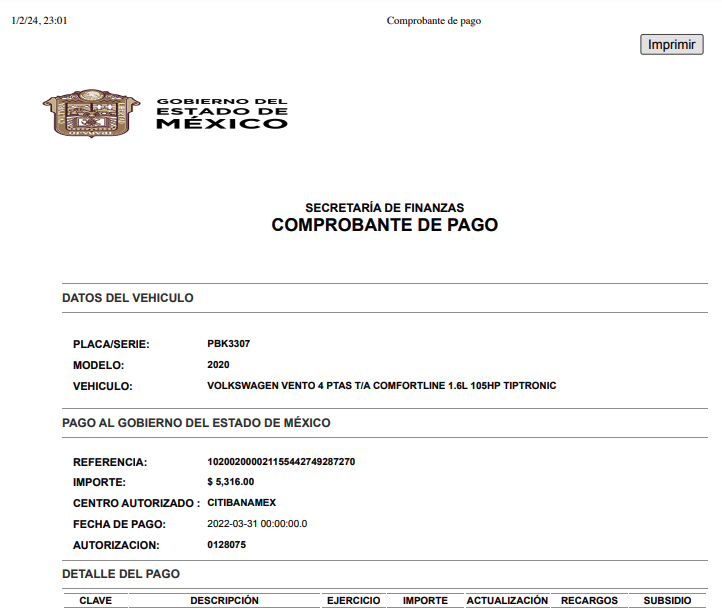 1/2/24, 23:01 Comprobante de pago
Imprimir
GOBIERNO DEL
ESTADO DE
MÉXICO
SECRETARÍA DE FINANZAS
COMPROBANTE DE PAGO
DATOS DEL VEHICULO
PLACA/SERIE: PBK3307
MODELO: 2020
VEHICULO: VOLKSWAGEN VENTO 4 PTAS T/A COMFORTLINE 1.6L 105HP TIPTRONIC
PAGO AL GOBIERNO DEL ESTADO DE MÉXICO
REFERENCIA: 102002000021155442749287270
IMPORTE: $ 5,316.00
CENTRO AUTORIZADO : CITIBANAMEX
FECHA DE PAGO: 2022-03-31 00:00:00.0
AUTORIZACION: 0128075
DETALLE DEL PAGO
CLAVE DESCRIPCIÓN EJERCICIO IMPORTE ACTUALIZACIÓN RECARGOS SUBSIDIO